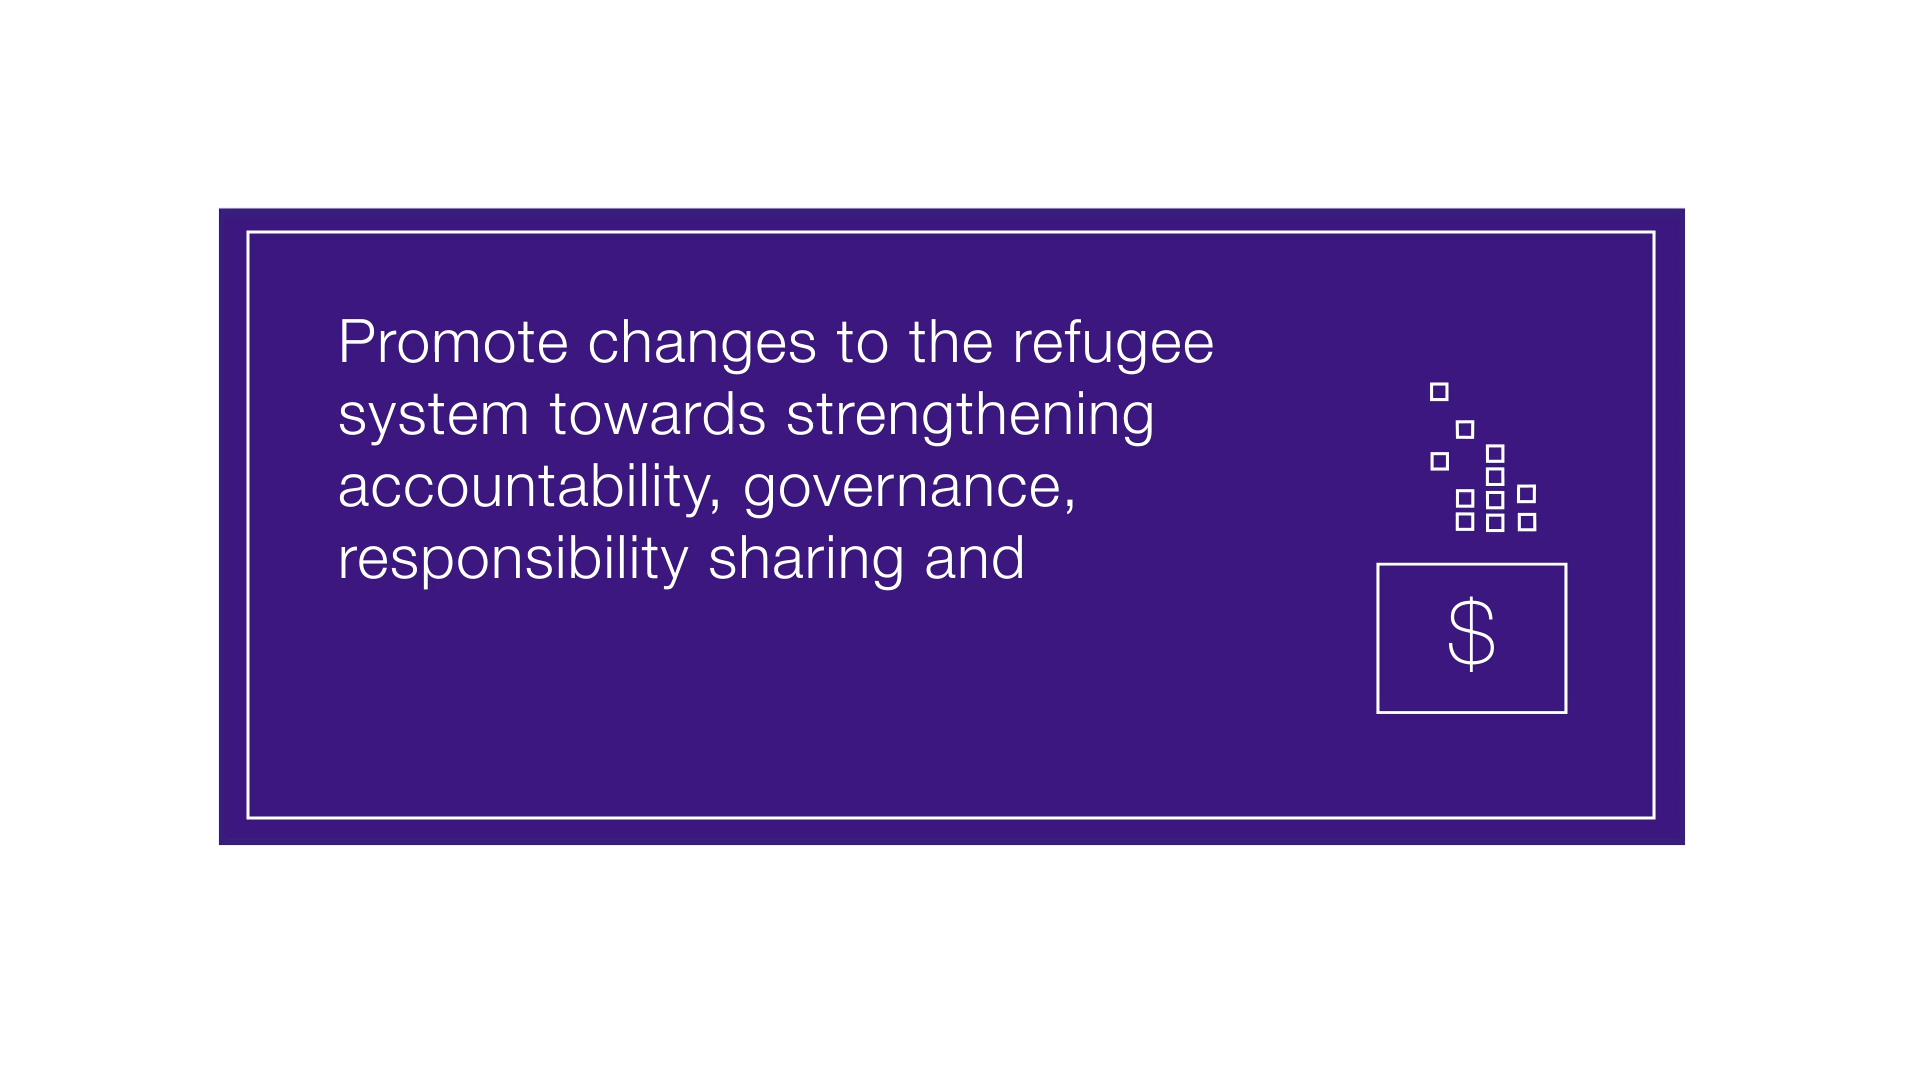 Promote changes to the refugee
system towards strengthening
accountability, governance,
responsibility sharing and
$